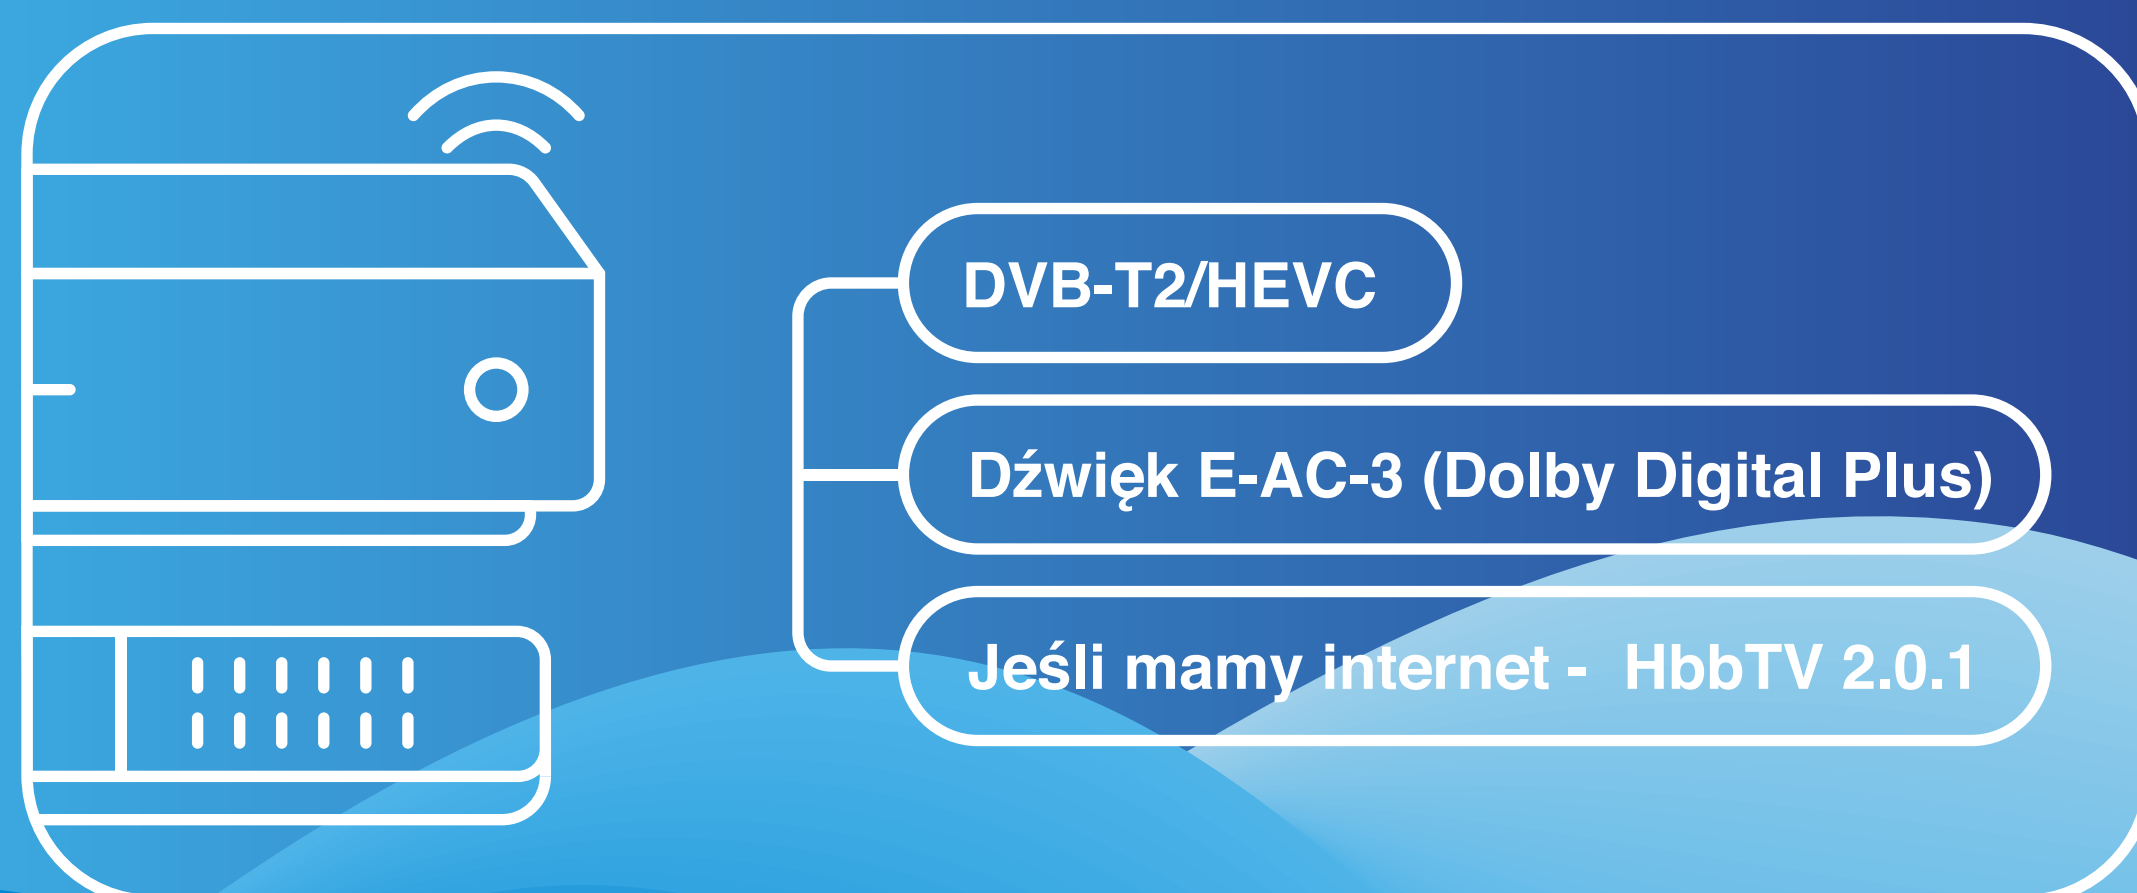 DVB-T2/HEVC
Dźwięk E-AC-3 (Dolby Digital Plus)
Jeśli mamy internet - HbbTV 2.0.1